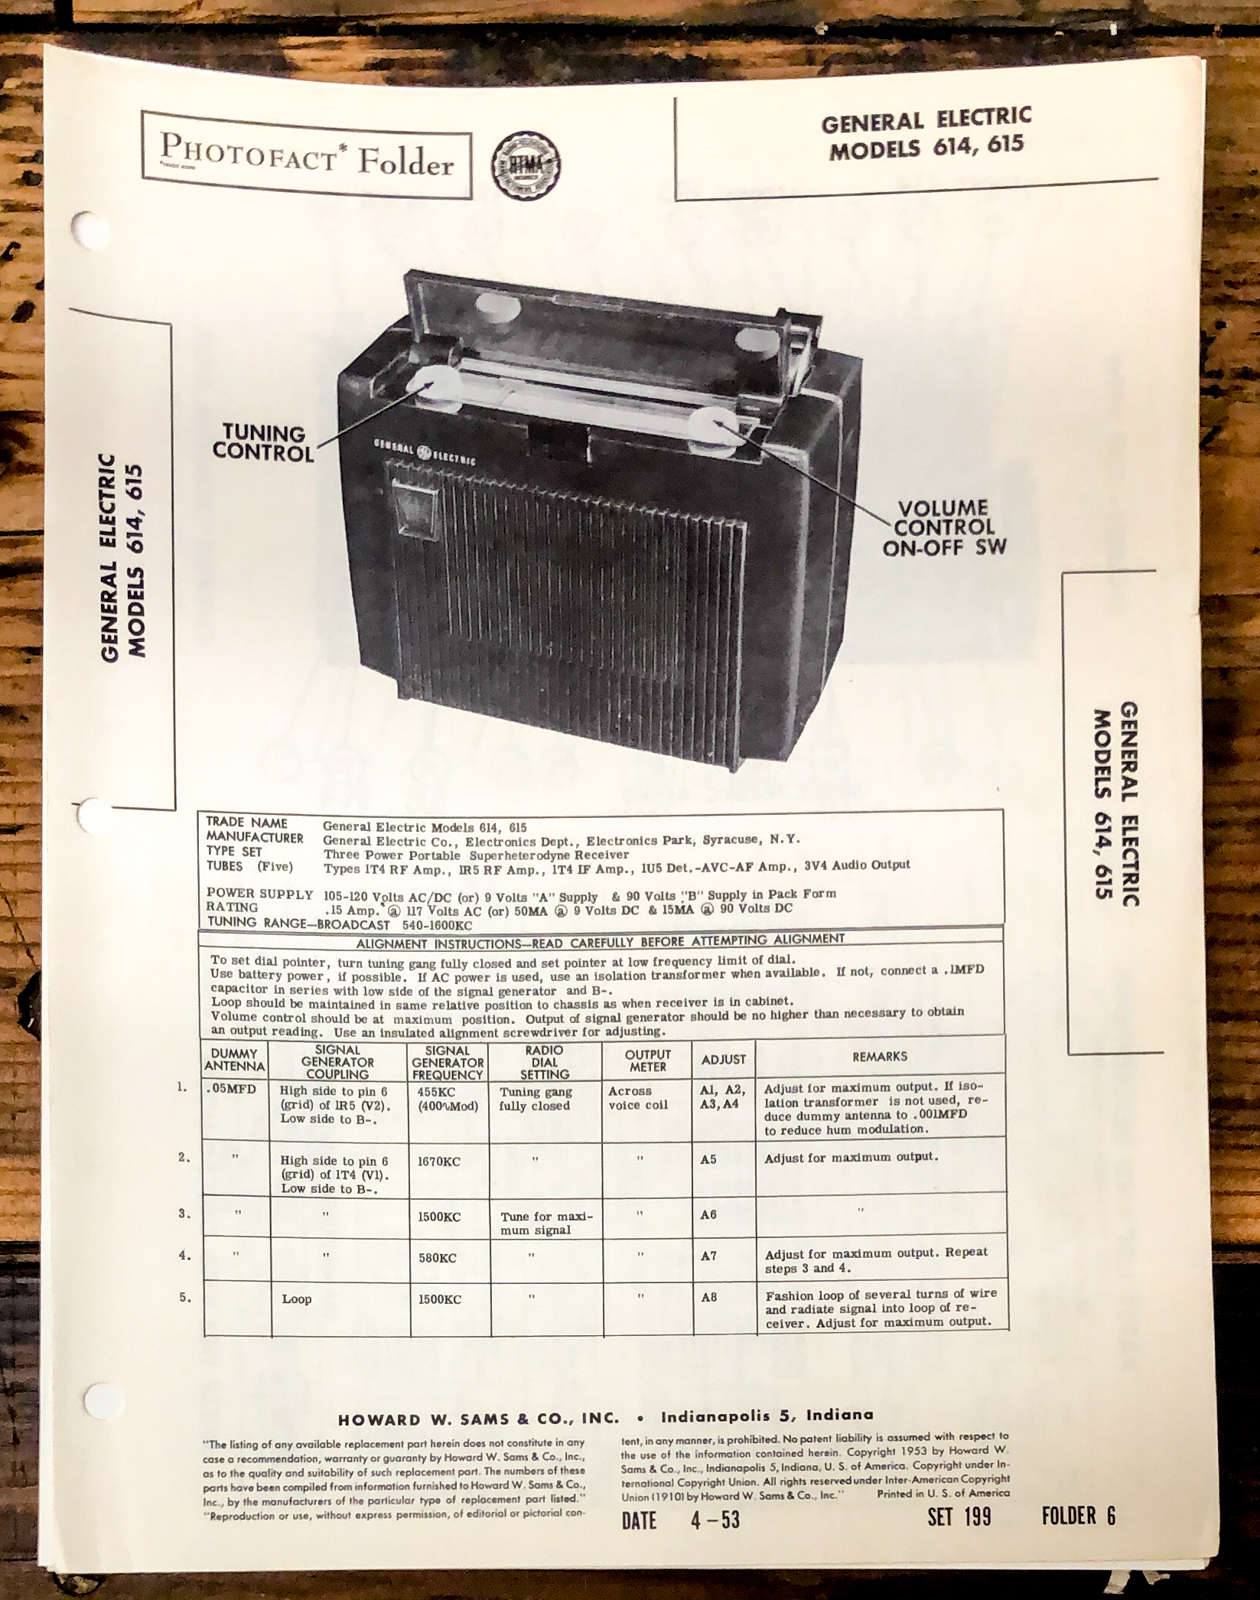 PHOTOFACT* Folder
RTMA
GENERAL ELECTRIC
MODELS 614, 615
TUNING
CONTROL
GENERAL ELECTRIC
VOLUME
CONTROL
ON-OFF SW
GENERAL ELECTRIC
MODELS 614, 615
GENERAL ELECTRIC
MODELS 614, 615
TRADE NAME General Electric Models 614, 615
MANUFACTURER General Electric Co., Electronics Dept., Electronics Park, Syracuse, N.Y.
TYPE SET Three Power Portable Superheterodyne Receiver
TUBES (Five) Types 1T4 RF Amp., 1R5 RF Amp., 1T4 IF Amp., 1U5 Det.-AVC-AF Amp., 3V4 Audio Output
POWER SUPPLY 105-120 Volts AC/DC (or) 9 Volts "A" Supply & 90 Volts "B" Supply in Pack Form
RATING .15 Amp. @ 117 Volts AC (or) 50MA @ 9 Volts DC & 15MA @ 90 Volts DC
TUNING RANGE—BROADCAST 540-1600KC
ALIGNMENT INSTRUCTIONS—READ CAREFULLY BEFORE ATTEMPTING ALIGNMENT
To set dial pointer, turn tuning gang fully closed and set pointer at low frequency limit of dial.
Use battery power, if possible. If AC power is used, use an isolation transformer when available. If not, connect a .1MFD
capacitor in series with low side of the signal generator and B-.
Loop should be maintained in same relative position to chassis as when receiver is in cabinet.
Volume control should be at maximum position. Output of signal generator should be no higher than necessary to obtain
an output reading. Use an insulated alignment screwdriver for adjusting.
DUMMY
ANTENNA
SIGNAL
GENERATOR
COUPLING
SIGNAL
GENERATOR
FREQUENCY
RADIO
DIAL
SETTING
OUTPUT
METER
ADJUST
REMARKS
1.
.05MFD
High side to pin 6
(grid) of 1R5 (V2).
Low side to B-.
455KC
(400∿Mod)
Tuning gang
fully closed
Across
voice coil
A1, A2,
A3, A4
Adjust for maximum output. If iso-
lation transformer is not used, re-
duce dummy antenna to .001MFD
to reduce hum modulation.
2.
"
High side to pin 6
(grid) of 1T4 (V1).
Low side to B-.
1670KC
"
"
A5
Adjust for maximum output.
3.
"
"
1500KC
Tune for maxi-
mum signal
"
A6
"
4.
"
"
580KC
"
"
A7
Adjust for maximum output. Repeat
steps 3 and 4.
5.
Loop
1500KC
"
"
A8
Fashion loop of several turns of wire
and radiate signal into loop of re-
ceiver. Adjust for maximum output.
HOWARD W. SAMS & CO., INC. • Indianapolis 5, Indiana
"The listing of any available replacement part herein does not constitute in any
case a recommendation, warranty or guaranty by Howard W. Sams & Co., Inc.,
as to the quality and suitability of such replacement part. The numbers of these
parts have been compiled from information furnished to Howard W. Sams & Co.,
Inc., by the manufacturers of the particular type of replacement part listed."
"Reproduction or use, without express permission, of editorial or pictorial con-
tent, in any manner, is prohibited. No patent liability is assumed with respect to
the use of the information contained herein. Copyright 1953 by Howard W.
Sams & Co., Inc., Indianapolis 5, Indiana, U. S. of America. Copyright under In-
ternational Copyright Union. All rights reserved under Inter-American Copyright
Union (1910) by Howard W. Sams & Co., Inc." Printed in U. S. of America
DATE 4-53 SET 199 FOLDER 6